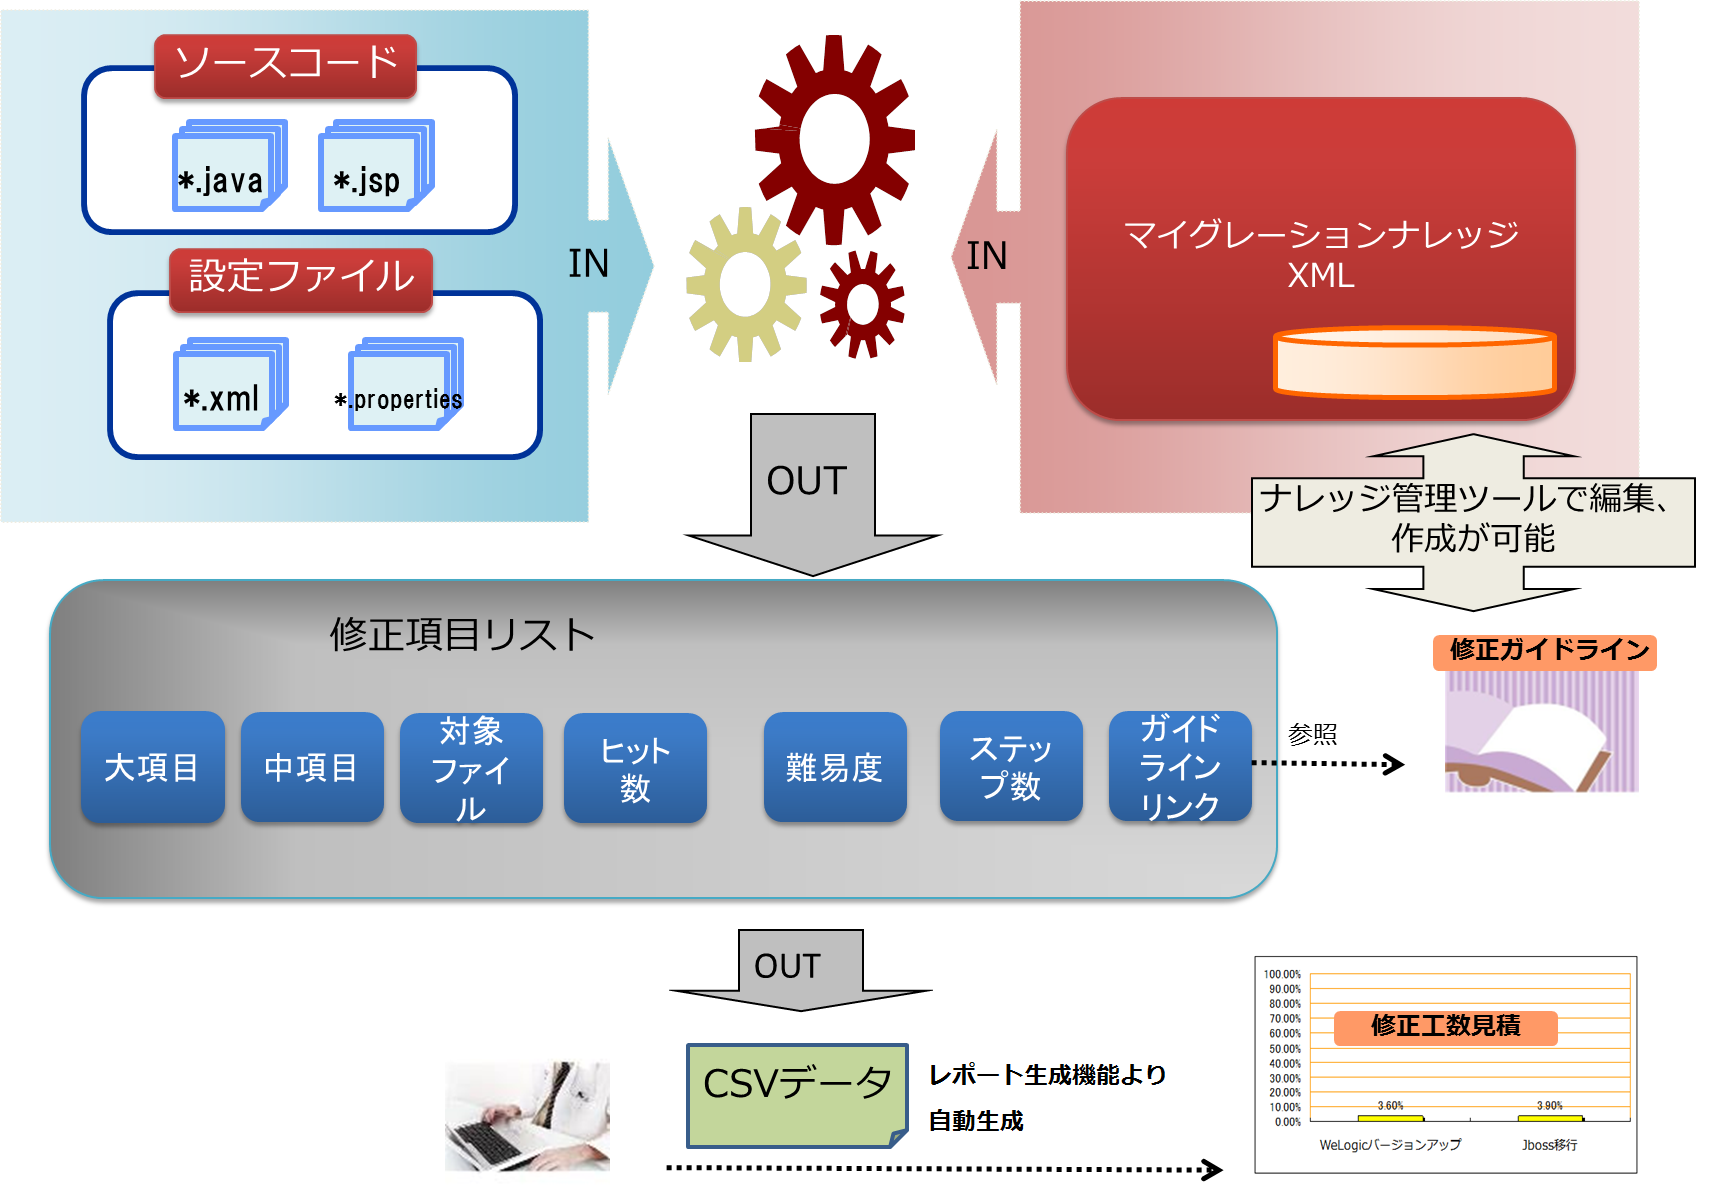 ソースコード
*.java
*.jsp
設定ファイル
*.xml
*.properties
IN
IN
マイグレーションナレッジ
XML
OUT
ナレッジ管理ツールで編集、
作成が可能
修正項目リスト
大項目
中項目
対象
ファイ
ル
ヒット
数
難易度
ステッ
プ数
ガイド
ライン
リンク
参照
修正ガイドライン
OUT
CSVデータ
レポート生成機能より
自動生成
修正工数見積
100.00%
90.00%
80.00%
70.00%
60.00%
50.00%
40.00%
30.00%
20.00%
10.00%
0.00%
3.60%
3.90%
WeLogicバージョンアップ
Jboss移行